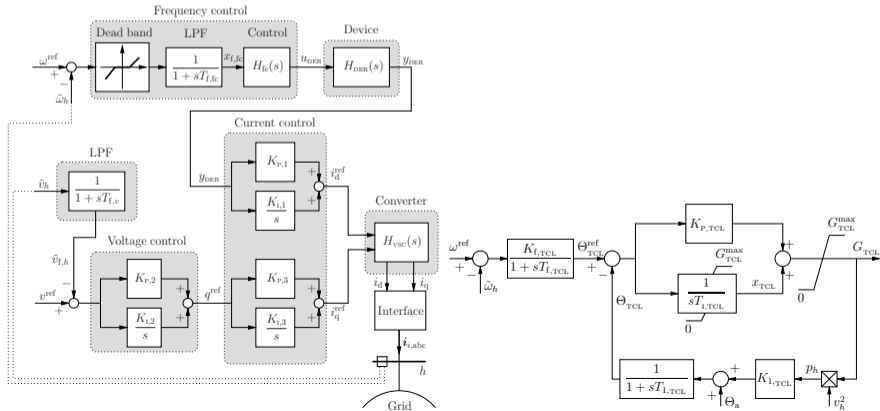 Frequency control
Dead band
LPF
Control
Device
ω^ref
+
−
ω̃_h
1
1 + sT_f,fc
x_f,fc
H_fc(s)
u_DER
H_DER(s)
y_DER
Current control
LPF
ṽ_h
1
1 + sT_f,v
y_DER
K_P,1
K_I,1
s
+
+
i_d^ref
Converter
H_VSC(s)
ṽ_f,h
Voltage control
v^ref
−
+
K_P,2
K_I,2
s
+
+
q^ref
K_P,3
K_I,3
s
+
+
i_q^ref
i_d
i_q
Interface
i_i,abc
h
Grid
ω^ref
+
−
ω̃_h
K_f,TCL
1 + sT_f,TCL
Θ_TCL^ref
+
−
Θ_TCL
K_P,TCL
G_TCL^max
1
sT_I,TCL
0
x_TCL
+
+
G_TCL^max
0
G_TCL
1
1 + sT_1,TCL
+
+
Θ_a
K_1,TCL
p_h
v_h^2